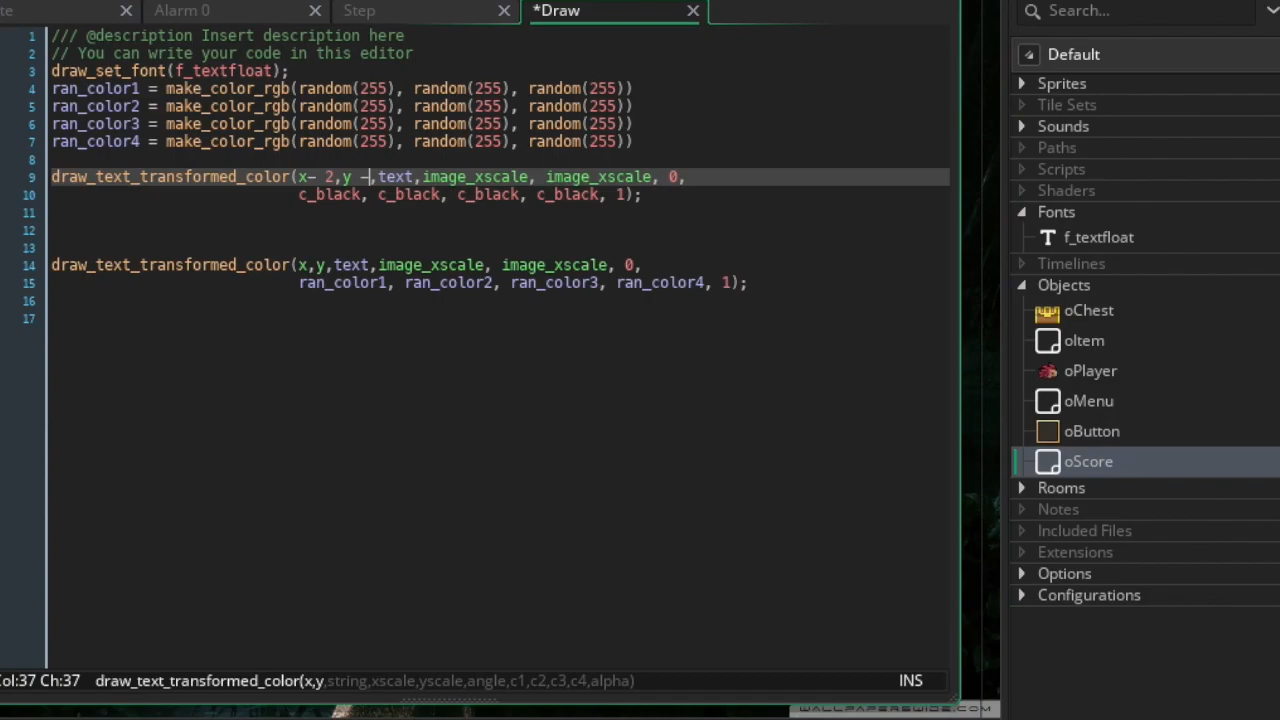 te
Alarm 0
Step
*Draw
Search...
1 /// @description Insert description here
2 // You can write your code in this editor
3 draw_set_font(f_textfloat);
4 ran_color1 = make_color_rgb(random(255), random(255), random(255))
5 ran_color2 = make_color_rgb(random(255), random(255), random(255))
6 ran_color3 = make_color_rgb(random(255), random(255), random(255))
7 ran_color4 = make_color_rgb(random(255), random(255), random(255))
8
9 draw_text_transformed_color(x- 2,y -,text,image_xscale, image_xscale, 0,
10 c_black, c_black, c_black, c_black, 1);
11
12
13
14 draw_text_transformed_color(x,y,text,image_xscale, image_xscale, 0,
15 ran_color1, ran_color2, ran_color3, ran_color4, 1);
16
17
Default
Sprites
Tile Sets
Sounds
Paths
Scripts
Shaders
Fonts
f_textfloat
Timelines
Objects
oChest
oItem
oPlayer
oMenu
oButton
oScore
Rooms
Notes
Included Files
Extensions
Options
Configurations
Col:37 Ch:37 draw_text_transformed_color(x,y,string,xscale,yscale,angle,c1,c2,c3,c4,alpha) INS
WALLPAPERSWIDE.COM